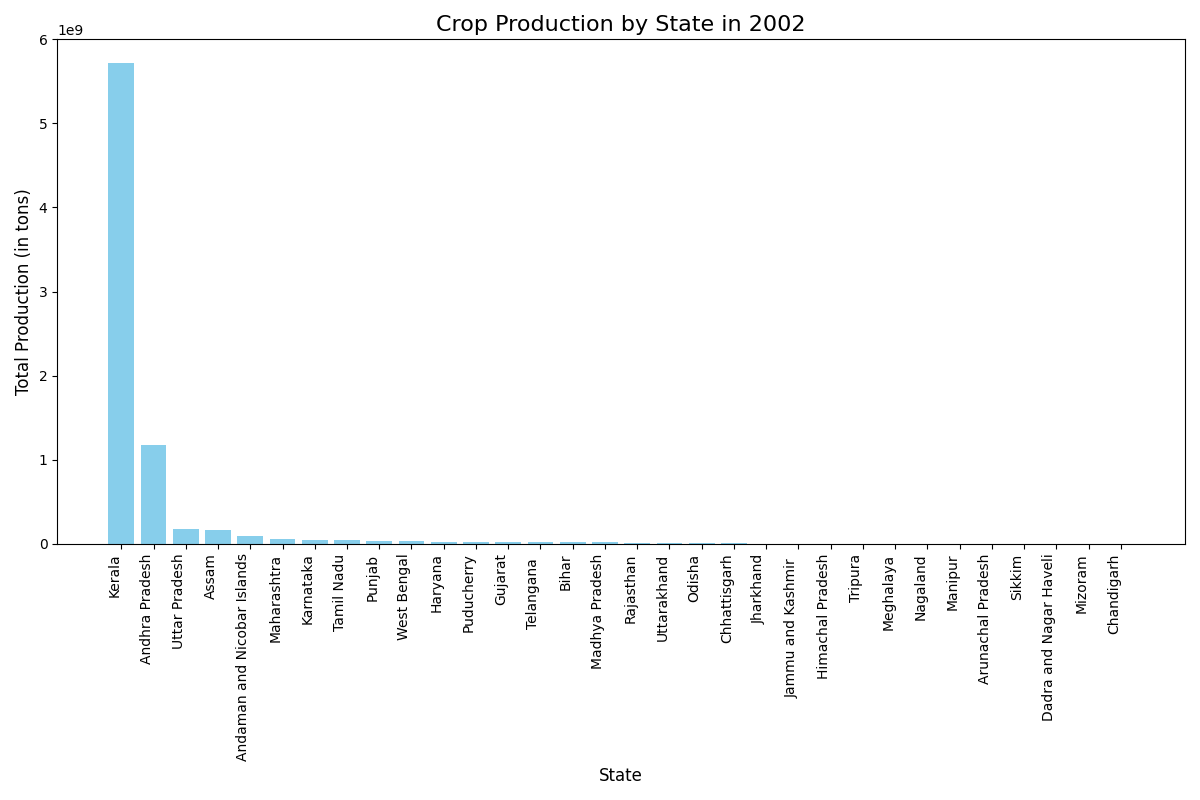 Crop Production by State in 2002
1e9
6
5
4
3
2
1
0
Total Production (in tons)
Kerala
Andhra Pradesh
Uttar Pradesh
Assam
Andaman and Nicobar Islands
Maharashtra
Karnataka
Tamil Nadu
Punjab
West Bengal
Haryana
Puducherry
Gujarat
Telangana
Bihar
Madhya Pradesh
Rajasthan
Uttarakhand
Odisha
Chhattisgarh
Jharkhand
Jammu and Kashmir
Himachal Pradesh
Tripura
Meghalaya
Nagaland
Manipur
Arunachal Pradesh
Sikkim
Dadra and Nagar Haveli
Mizoram
Chandigarh
State